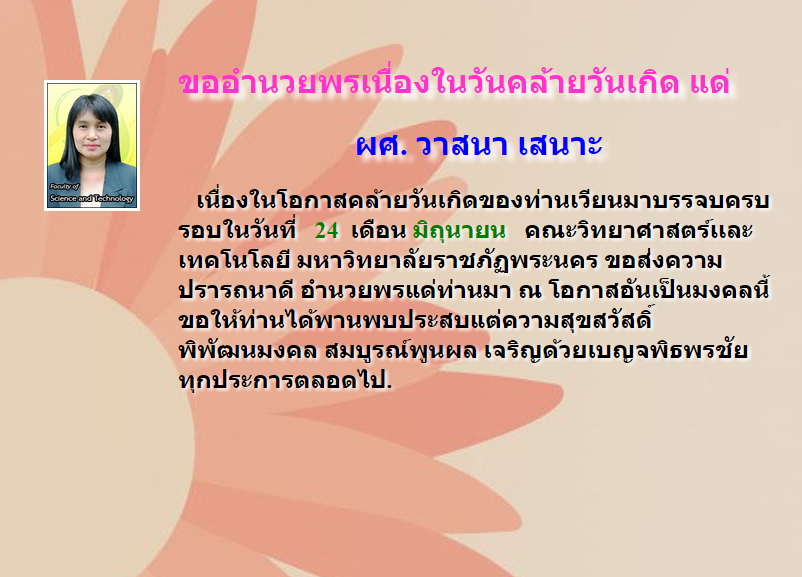 ขออำนวยพรเนื่องในวันคล้ายวันเกิด แด่
ผศ. วาสนา เสนาะ
Faculty of
Science and Technology
เนื่องในโอกาสคล้ายวันเกิดของท่านเวียนมาบรรจบครบ
รอบในวันที่ 24 เดือน มิถุนายน คณะวิทยาศาสตร์และ
เทคโนโลยี มหาวิทยาลัยราชภัฏพระนคร ขอส่งความ
ปรารถนาดี อำนวยพรแด่ท่านมา ณ โอกาสอันเป็นมงคลนี้
ขอให้ท่านได้พานพบประสบแต่ความสุขสวัสดิ์
พิพัฒนมงคล สมบูรณ์พูนผล เจริญด้วยเบญจพิธพรชัย
ทุกประการตลอดไป.